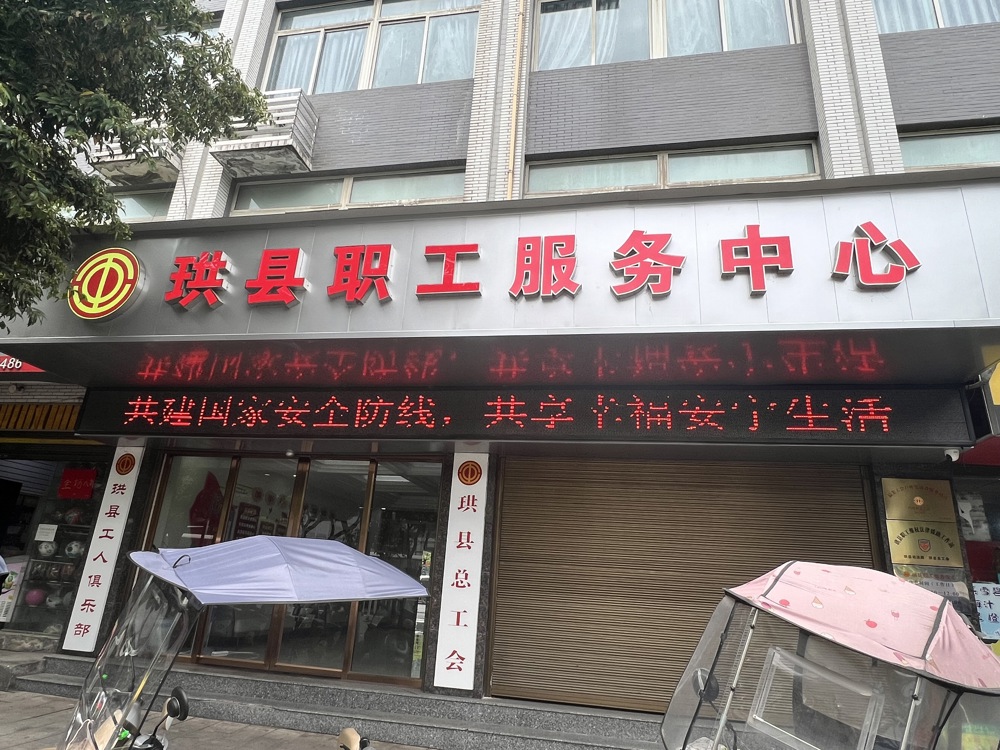 珙县职工服务中心
共建国家安全防线，共享幸福安宁生活
珙县工人俱乐部
珙县总工会
486